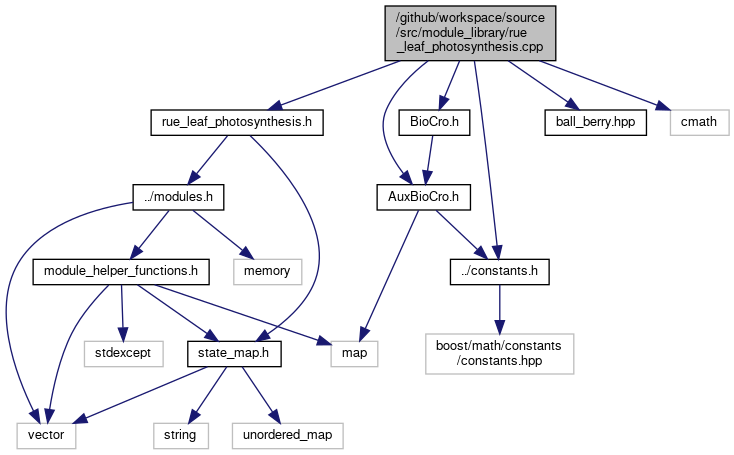 /github/workspace/source
/src/module_library/rue
_leaf_photosynthesis.cpp
rue_leaf_photosynthesis.h
BioCro.h
ball_berry.hpp
cmath
../modules.h
AuxBioCro.h
module_helper_functions.h
memory
../constants.h
stdexcept
state_map.h
map
boost/math/constants
/constants.hpp
vector
string
unordered_map